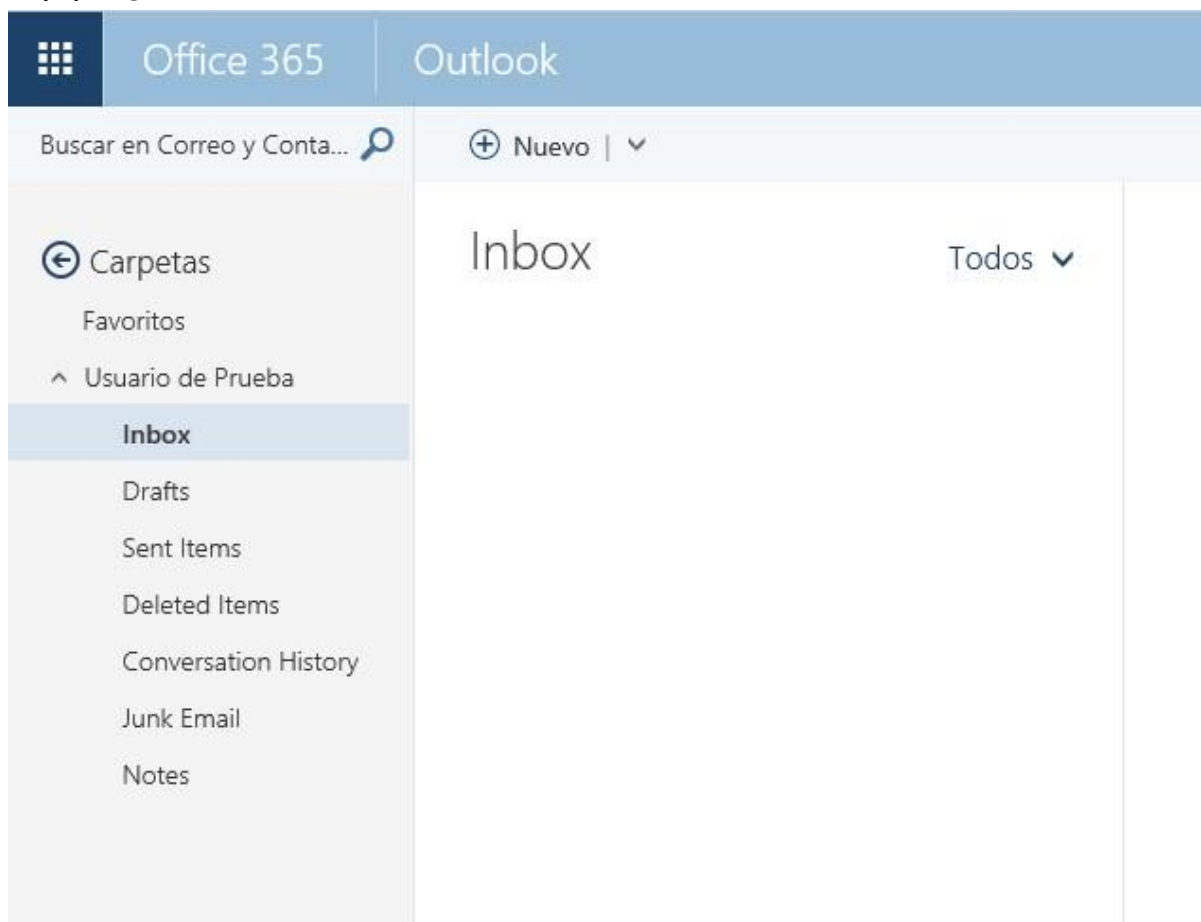 Office 365 Outlook
Buscar en Correo y Conta... Nuevo |
Carpetas
Favoritos
Usuario de Prueba
Inbox
Drafts
Sent Items
Deleted Items
Conversation History
Junk Email
Notes
Inbox Todos